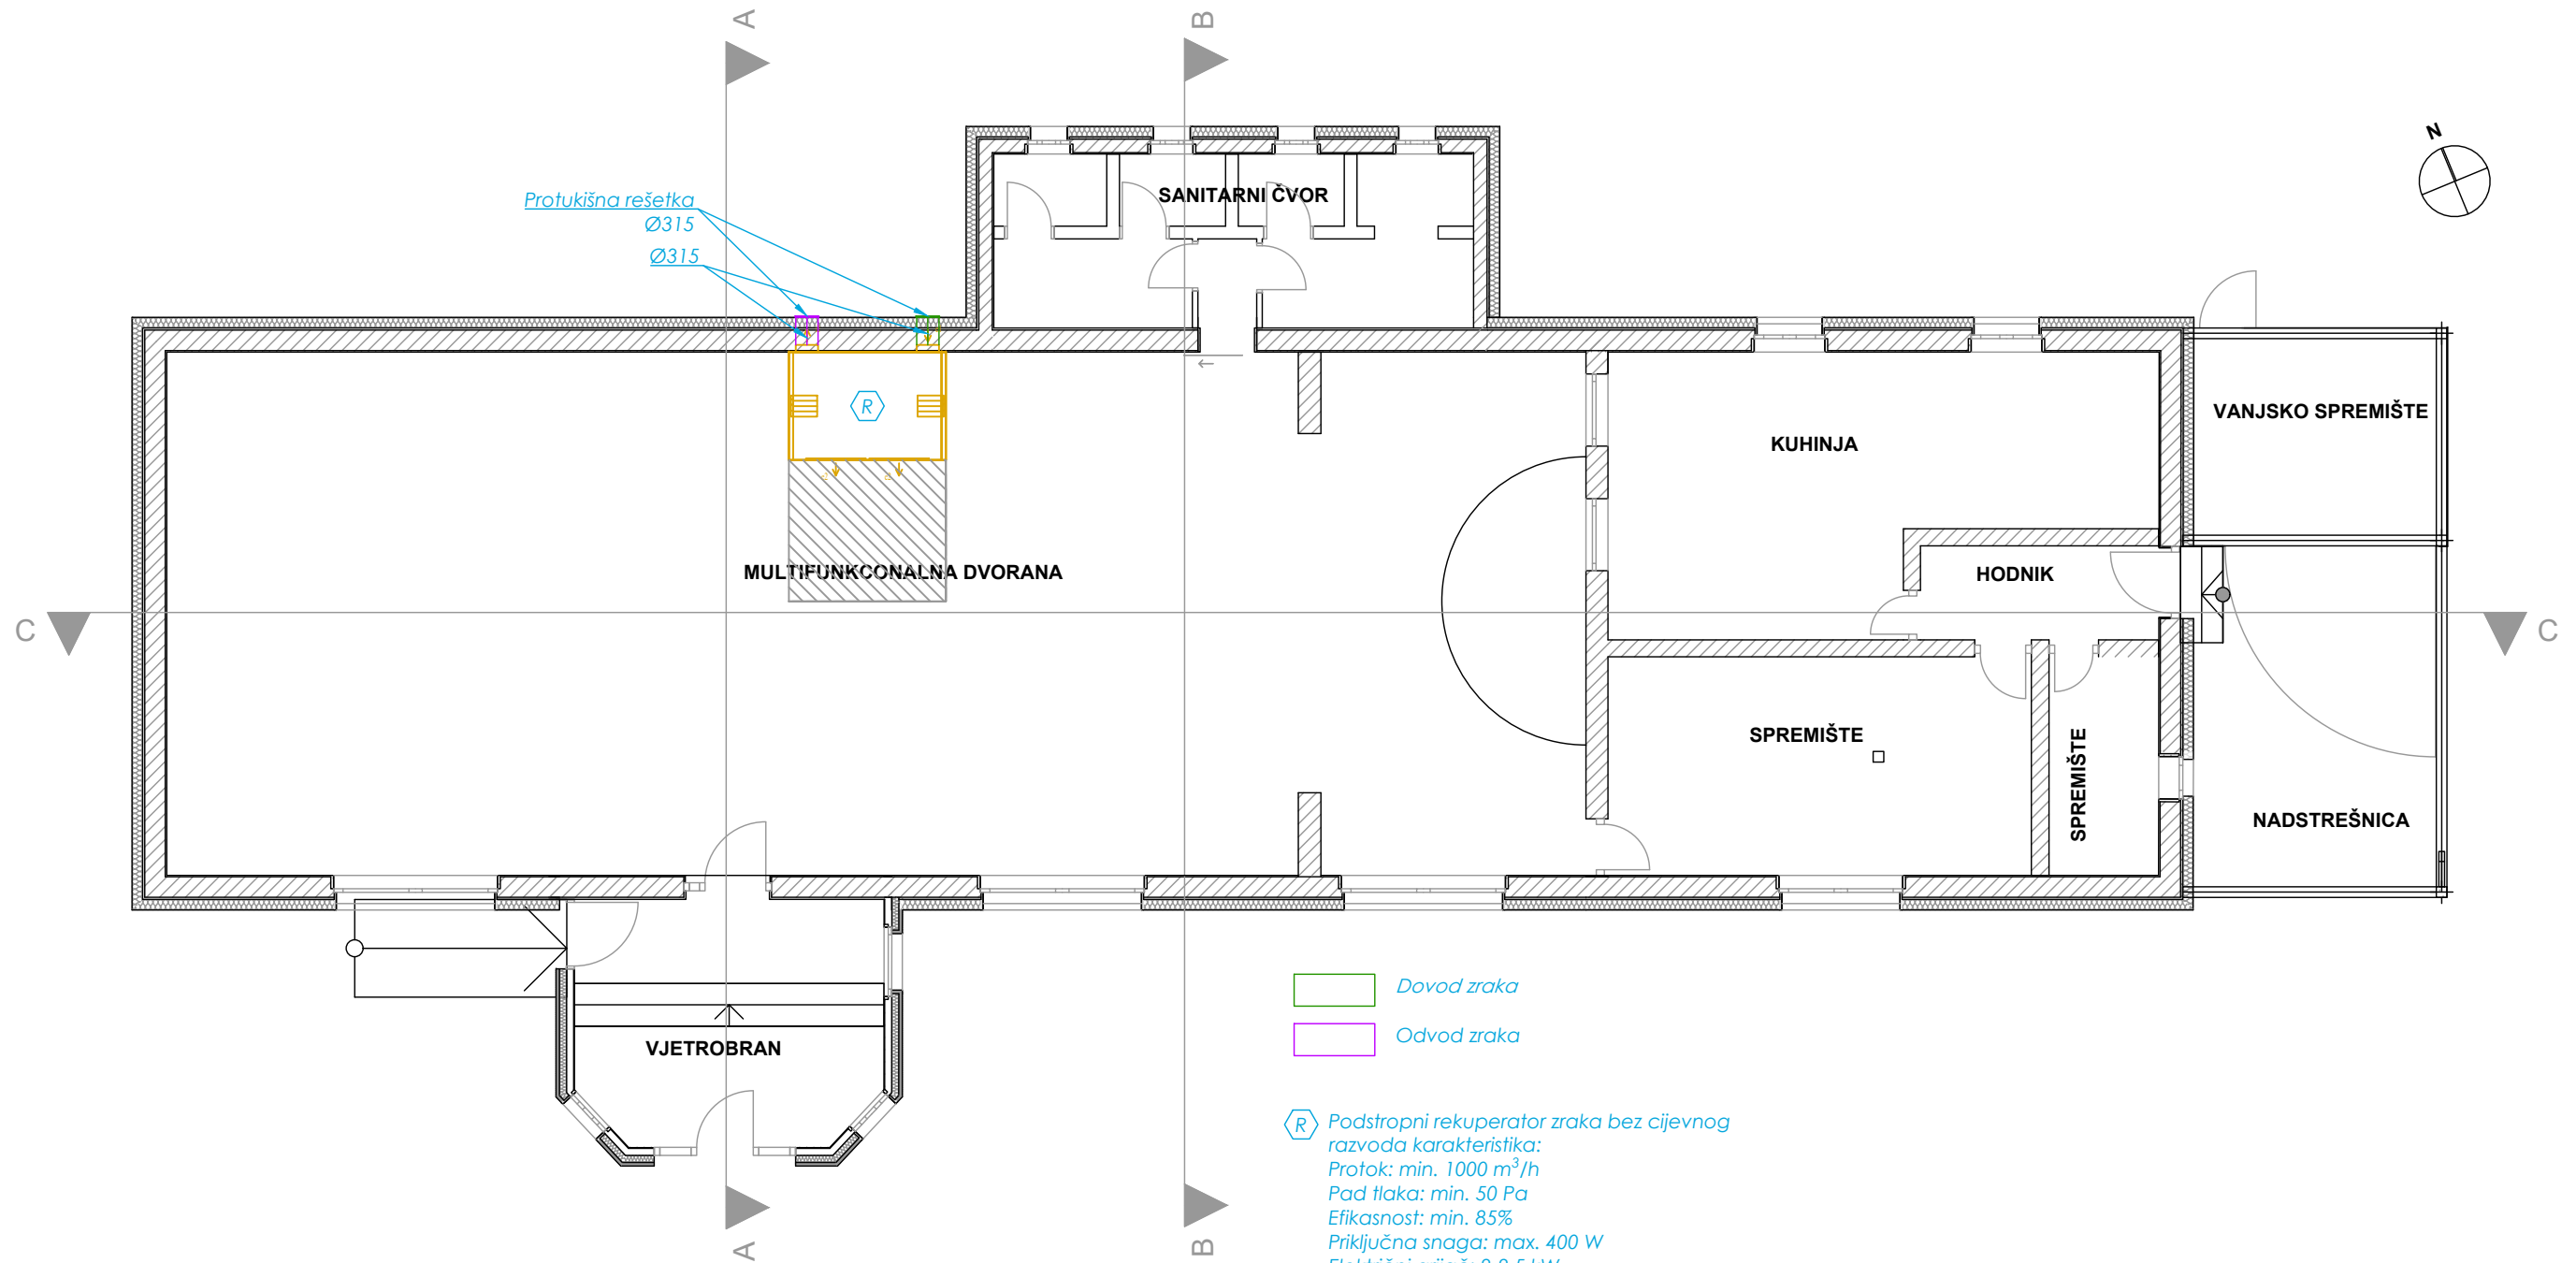 A
B
N
SANITARNI ČVOR
Protukišna rešetka
Ø315
Ø315
R
VANJSKO SPREMIŠTE
KUHINJA
MULTIFUNKCONALNA DVORANA
HODNIK
C
C
SPREMIŠTE
SPREMIŠTE
NADSTREŠNICA
Dovod zraka
Odvod zraka
VJETROBRAN
R
Podstropni rekuperator zraka bez cijevnog
razvoda karakteristika:
Protok: min. 1000 m³/h
Pad tlaka: min. 50 Pa
Efikasnost: min. 85%
Priključna snaga: max. 400 W
A
B